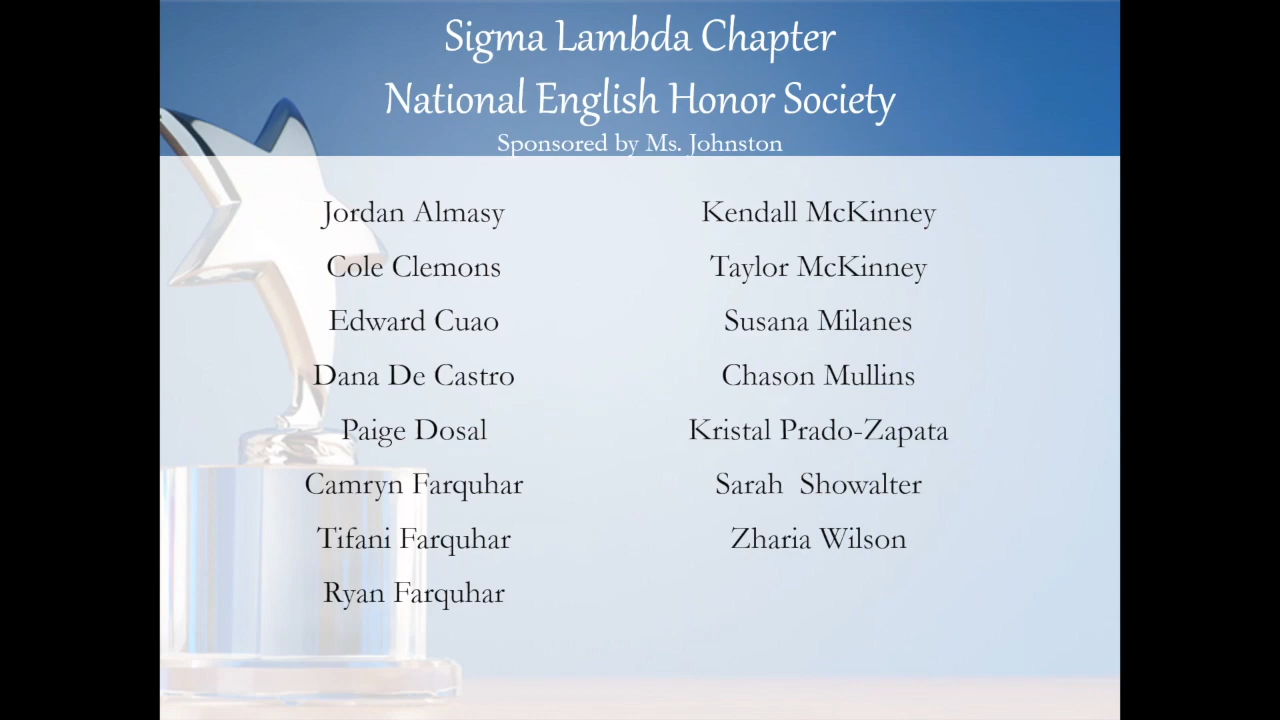 Sigma Lambda Chapter
National English Honor Society
Sponsored by Ms. Johnston
Jordan Almasy
Cole Clemons
Edward Cuao
Dana De Castro
Paige Dosal
Camryn Farquhar
Tifani Farquhar
Ryan Farquhar
Kendall McKinney
Taylor McKinney
Susana Milanes
Chason Mullins
Kristal Prado-Zapata
Sarah  Showalter
Zharia Wilson